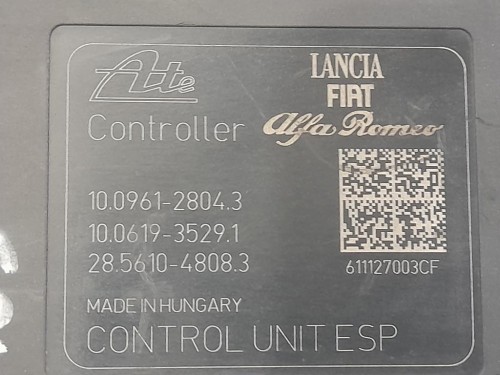 Ate
LANCIA
FIAT
Alfa Romeo
Controller
10.0961-2804.3
10.0619-3529.1
28.5610-4808.3
611127003CF
MADE IN HUNGARY
CONTROL UNIT ESP